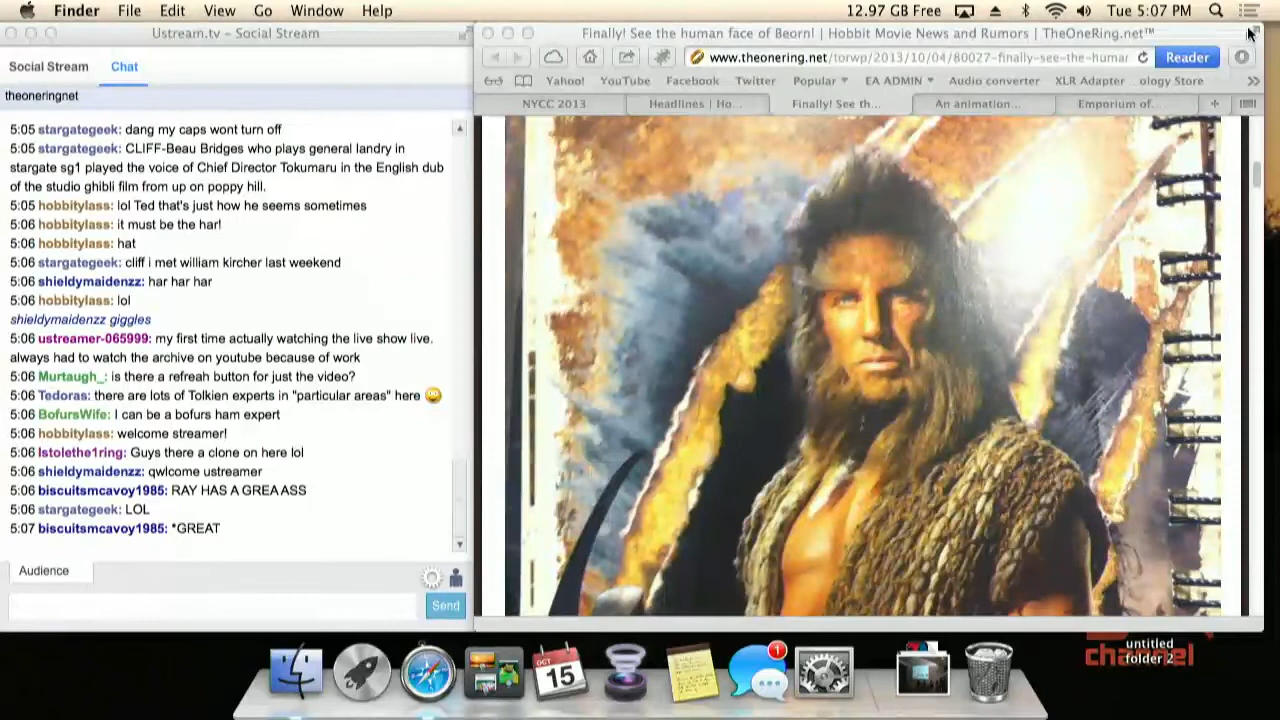 Finder File Edit View Go Window Help 12.97 GB Free Tue 5:07 PM
Ustream.tv – Social Stream
Social Stream Chat
theoneringnet
5:05 stargategeek: dang my caps wont turn off
5:05 stargategeek: CLIFF-Beau Bridges who plays general landry in
stargate sg1 played the voice of Chief Director Tokumaru in the English dub
of the studio ghibli film from up on poppy hill.
5:05 hobbitylass: lol Ted that's just how he seems sometimes
5:06 hobbitylass: it must be the har!
5:06 hobbitylass: hat
5:06 stargategeek: cliff i met william kircher last weekend
5:06 shieldymaidenzz: har har har
5:06 hobbitylass: lol
shieldymaidenzz giggles
5:06 ustreamer-065999: my first time actually watching the live show live.
always had to watch the archive on youtube because of work
5:06 Murtaugh_: is there a refreah button for just the video?
5:06 Tedoras: there are lots of Tolkien experts in "particular areas" here
5:06 BofursWife: I can be a bofurs ham expert
5:06 hobbitylass: welcome streamer!
5:06 Istolethe1ring: Guys there a clone on here lol
5:06 shieldymaidenzz: qwlcome ustreamer
5:06 biscuitsmcavoy1985: RAY HAS A GREA ASS
5:06 stargategeek: LOL
5:07 biscuitsmcavoy1985: *GREAT
Audience
Send
Finally! See the human face of Beorn! | Hobbit Movie News and Rumors | TheOneRing.net™
www.theonering.net/torwp/2013/10/04/80027-finally-see-the-humar Reader
Yahoo! YouTube Facebook Twitter Popular EA ADMIN Audio converter XLR Adapter ology Store
NYCC 2013 Headlines | Ho... Finally! See th... An animation... Emporium of...
OCT
15
1
channel
untitled
folder 2